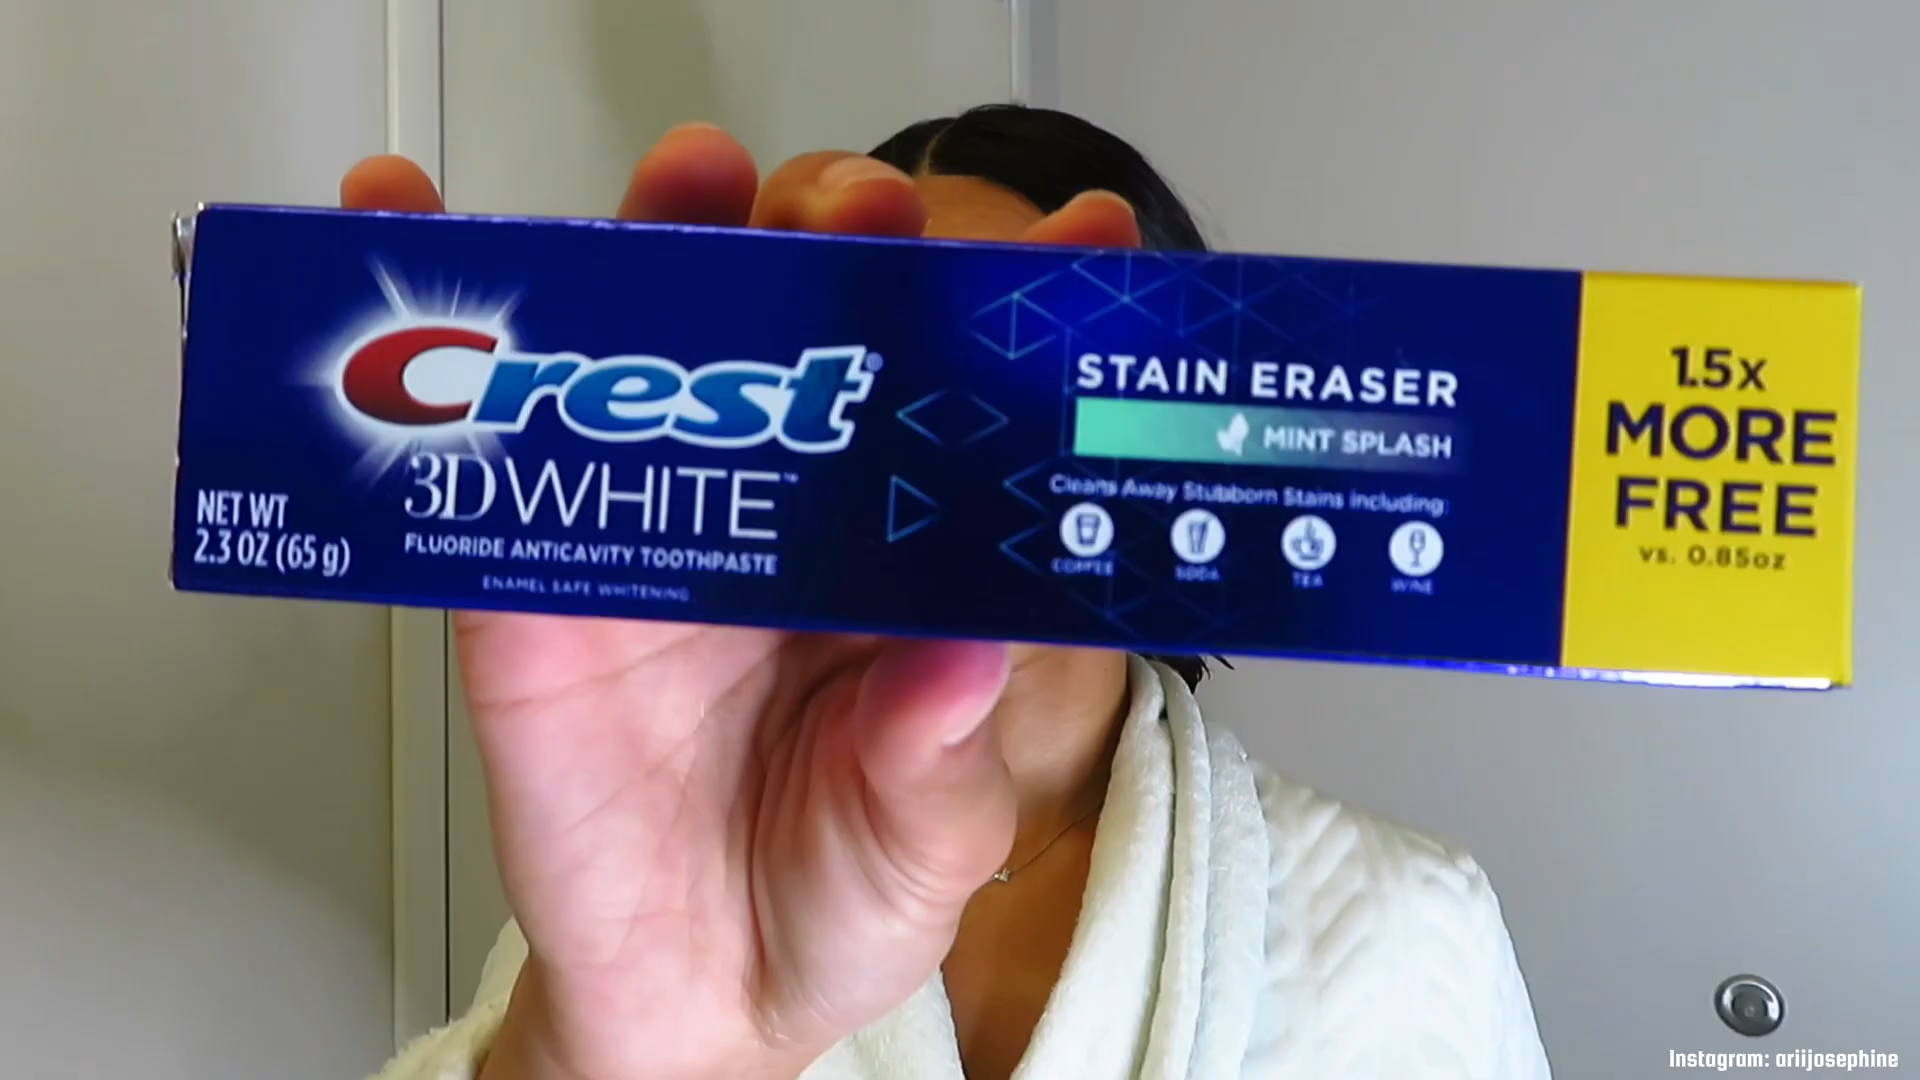 Crest®
3D WHITE™
FLUORIDE ANTICAVITY TOOTHPASTE
ENAMEL SAFE WHITENING
NET WT
2.3 OZ (65 g)
STAIN ERASER
MINT SPLASH
Cleans Away Stubborn Stains Including:
COFFEE
SODA
TEA
WINE
1.5x
MORE
FREE
vs. 0.85oz
Instagram: ariijosephine